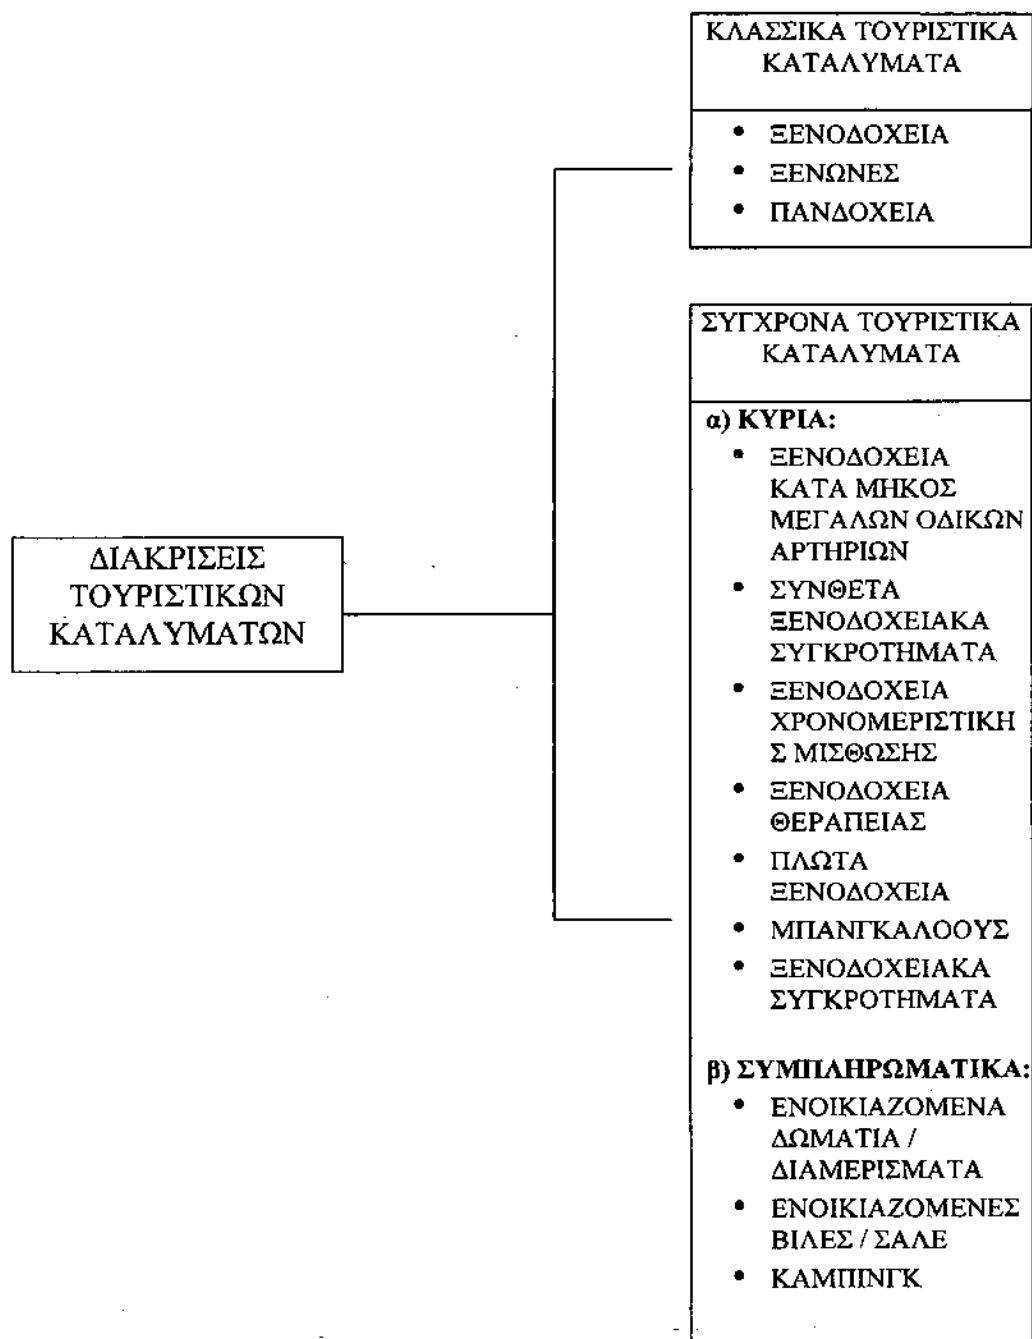 ΚΛΑΣΣΙΚΑ ΤΟΥΡΙΣΤΙΚΑ
ΚΑΤΑΛΥΜΑΤΑ
• ΞΕΝΟΔΟΧΕΙΑ
• ΞΕΝΩΝΕΣ
• ΠΑΝΔΟΧΕΙΑ
ΔΙΑΚΡΙΣΕΙΣ
ΤΟΥΡΙΣΤΙΚΩΝ
ΚΑΤΑΛΥΜΑΤΩΝ
ΣΥΓΧΡΟΝΑ ΤΟΥΡΙΣΤΙΚΑ
ΚΑΤΑΛΥΜΑΤΑ
α) ΚΥΡΙΑ:
• ΞΕΝΟΔΟΧΕΙΑ
ΚΑΤΑ ΜΗΚΟΣ
ΜΕΓΑΛΩΝ ΟΔΙΚΩΝ
ΑΡΤΗΡΙΩΝ
• ΣΥΝΘΕΤΑ
ΞΕΝΟΔΟΧΕΙΑΚΑ
ΣΥΓΚΡΟΤΗΜΑΤΑ
• ΞΕΝΟΔΟΧΕΙΑ
ΧΡΟΝΟΜΕΡΙΣΤΙΚΗ
Σ ΜΙΣΘΩΣΗΣ
• ΞΕΝΟΔΟΧΕΙΑ
ΘΕΡΑΠΕΙΑΣ
• ΠΛΩΤΑ
ΞΕΝΟΔΟΧΕΙΑ
• ΜΠΑΝΓΚΑΛΟΟΥΣ
• ΞΕΝΟΔΟΧΕΙΑΚΑ
ΣΥΓΚΡΟΤΗΜΑΤΑ
β) ΣΥΜΠΛΗΡΩΜΑΤΙΚΑ:
• ΕΝΟΙΚΙΑΖΟΜΕΝΑ
ΔΩΜΑΤΙΑ /
ΔΙΑΜΕΡΙΣΜΑΤΑ
• ΕΝΟΙΚΙΑΖΟΜΕΝΕΣ
ΒΙΛΕΣ / ΣΑΛΕ
• ΚΑΜΠΙΝΓΚ